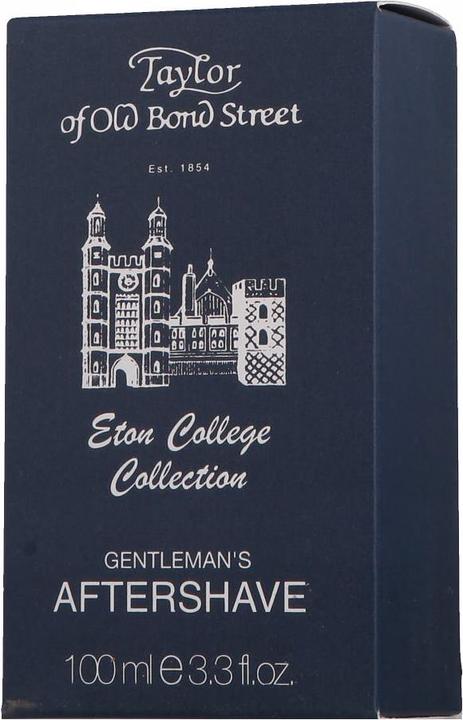 Taylor
of Old Bond Street
Est. 1854
Eton College
Collection
GENTLEMAN'S
AFTERSHAVE
100 ml e 3.3 fl.oz.